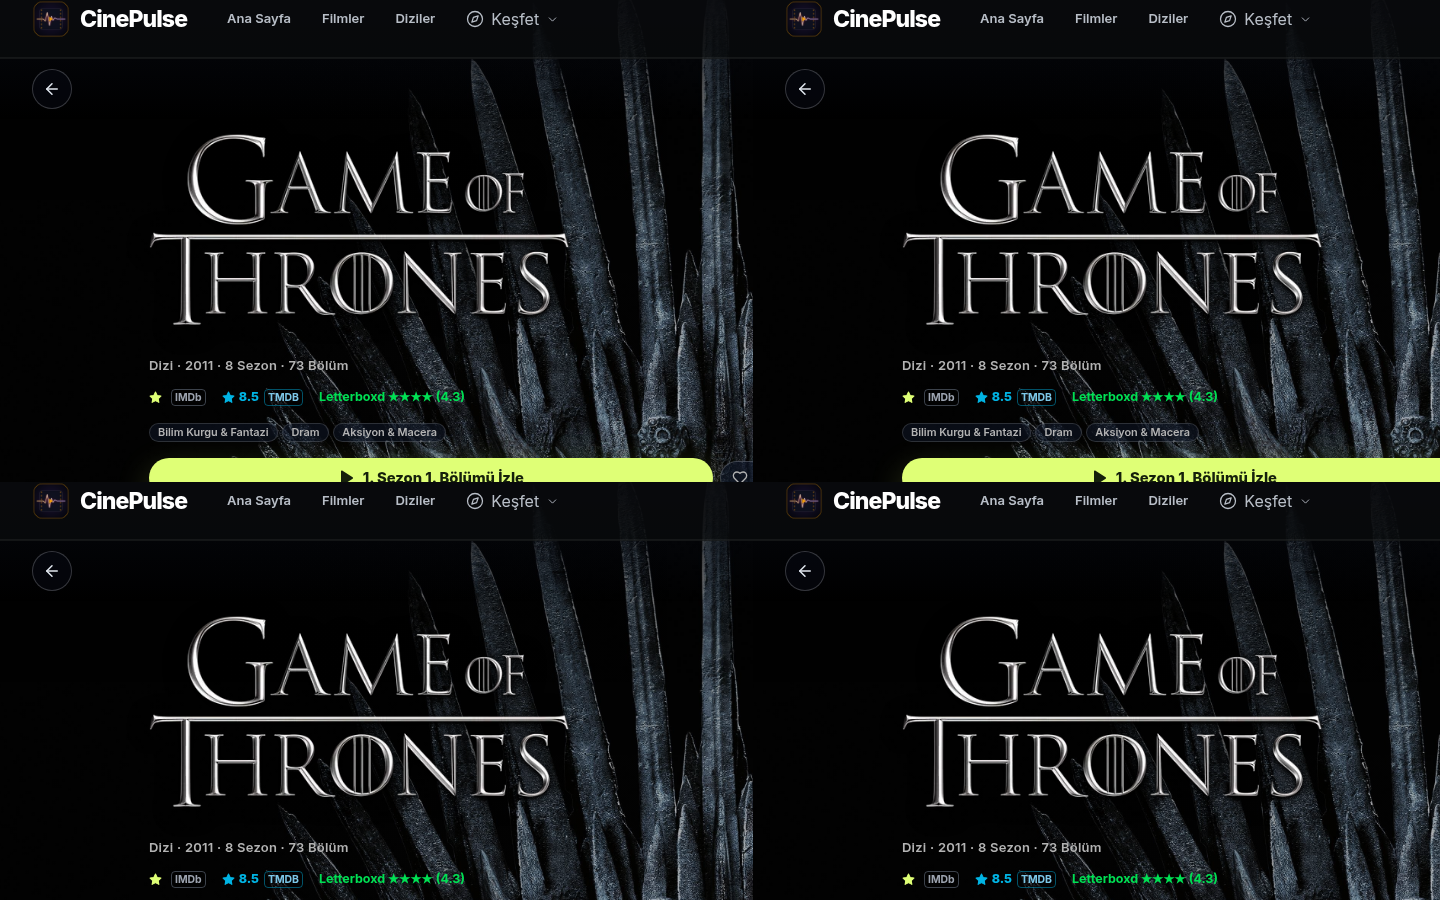 CinePulse Ana Sayfa Filmler Diziler Keşfet
GAME OF
THRONES
Dizi · 2011 · 8 Sezon · 73 Bölüm
IMDb 8.5 TMDB Letterboxd ★★★★ (4.3)
Bilim Kurgu & Fantazi Dram Aksiyon & Macera
1. Sezon 1. Bölümü İzle
CinePulse Ana Sayfa Filmler Diziler Keşfet
GAME OF
THRONES
Dizi · 2011 · 8 Sezon · 73 Bölüm
IMDb 8.5 TMDB Letterboxd ★★★★ (4.3)
Bilim Kurgu & Fantazi Dram Aksiyon & Macera
1. Sezon 1. Bölümü İzle
CinePulse Ana Sayfa Filmler Diziler Keşfet
GAME OF
THRONES
Dizi · 2011 · 8 Sezon · 73 Bölüm
IMDb 8.5 TMDB Letterboxd ★★★★ (4.3)
CinePulse Ana Sayfa Filmler Diziler Keşfet
GAME OF
THRONES
Dizi · 2011 · 8 Sezon · 73 Bölüm
IMDb 8.5 TMDB Letterboxd ★★★★ (4.3)